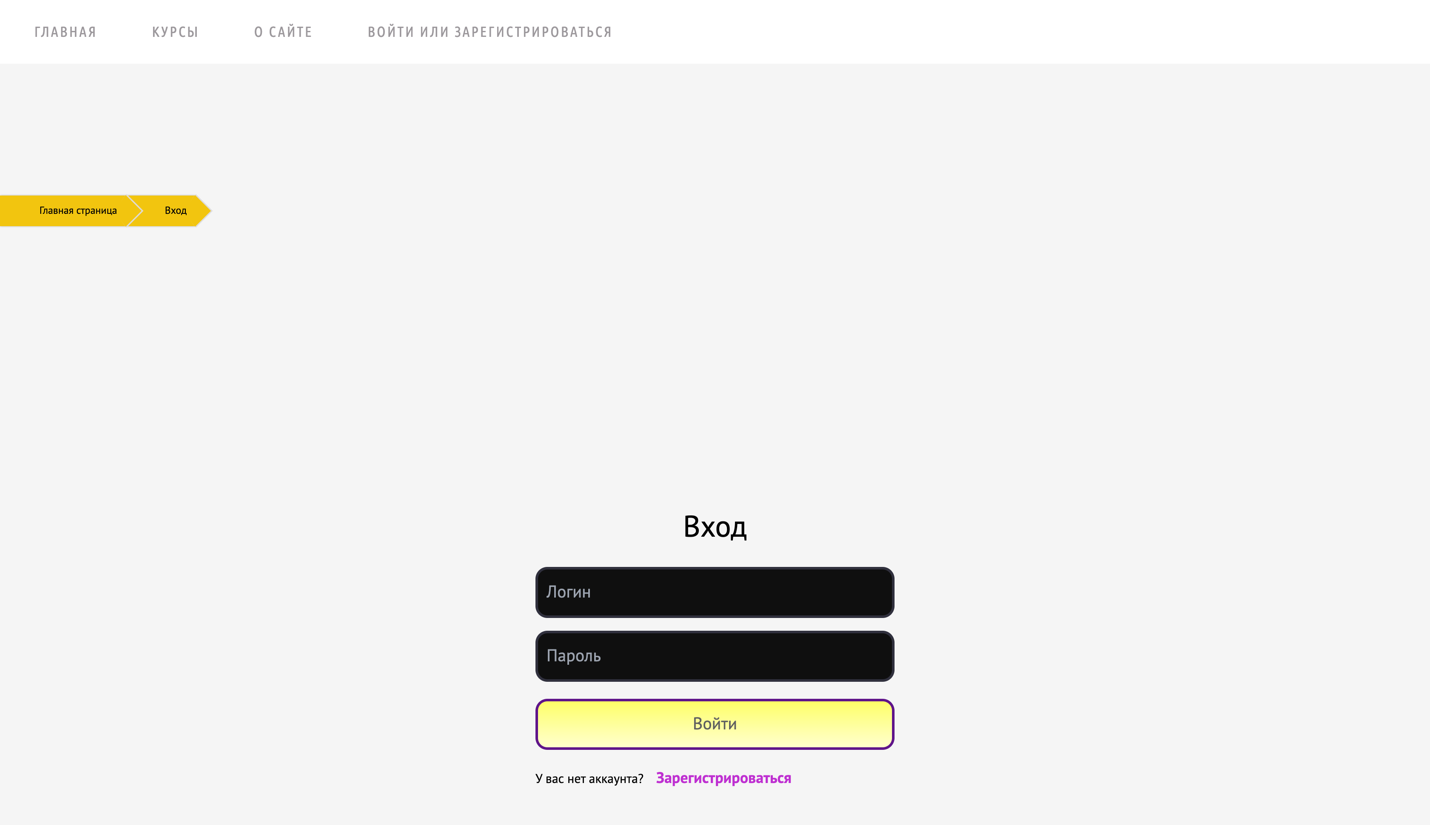 ГЛАВНАЯ КУРСЫ О САЙТЕ ВОЙТИ ИЛИ ЗАРЕГИСТРИРОВАТЬСЯ
Главная страница Вход
Вход
Логин
Пароль
Войти
У вас нет аккаунта? Зарегистрироваться